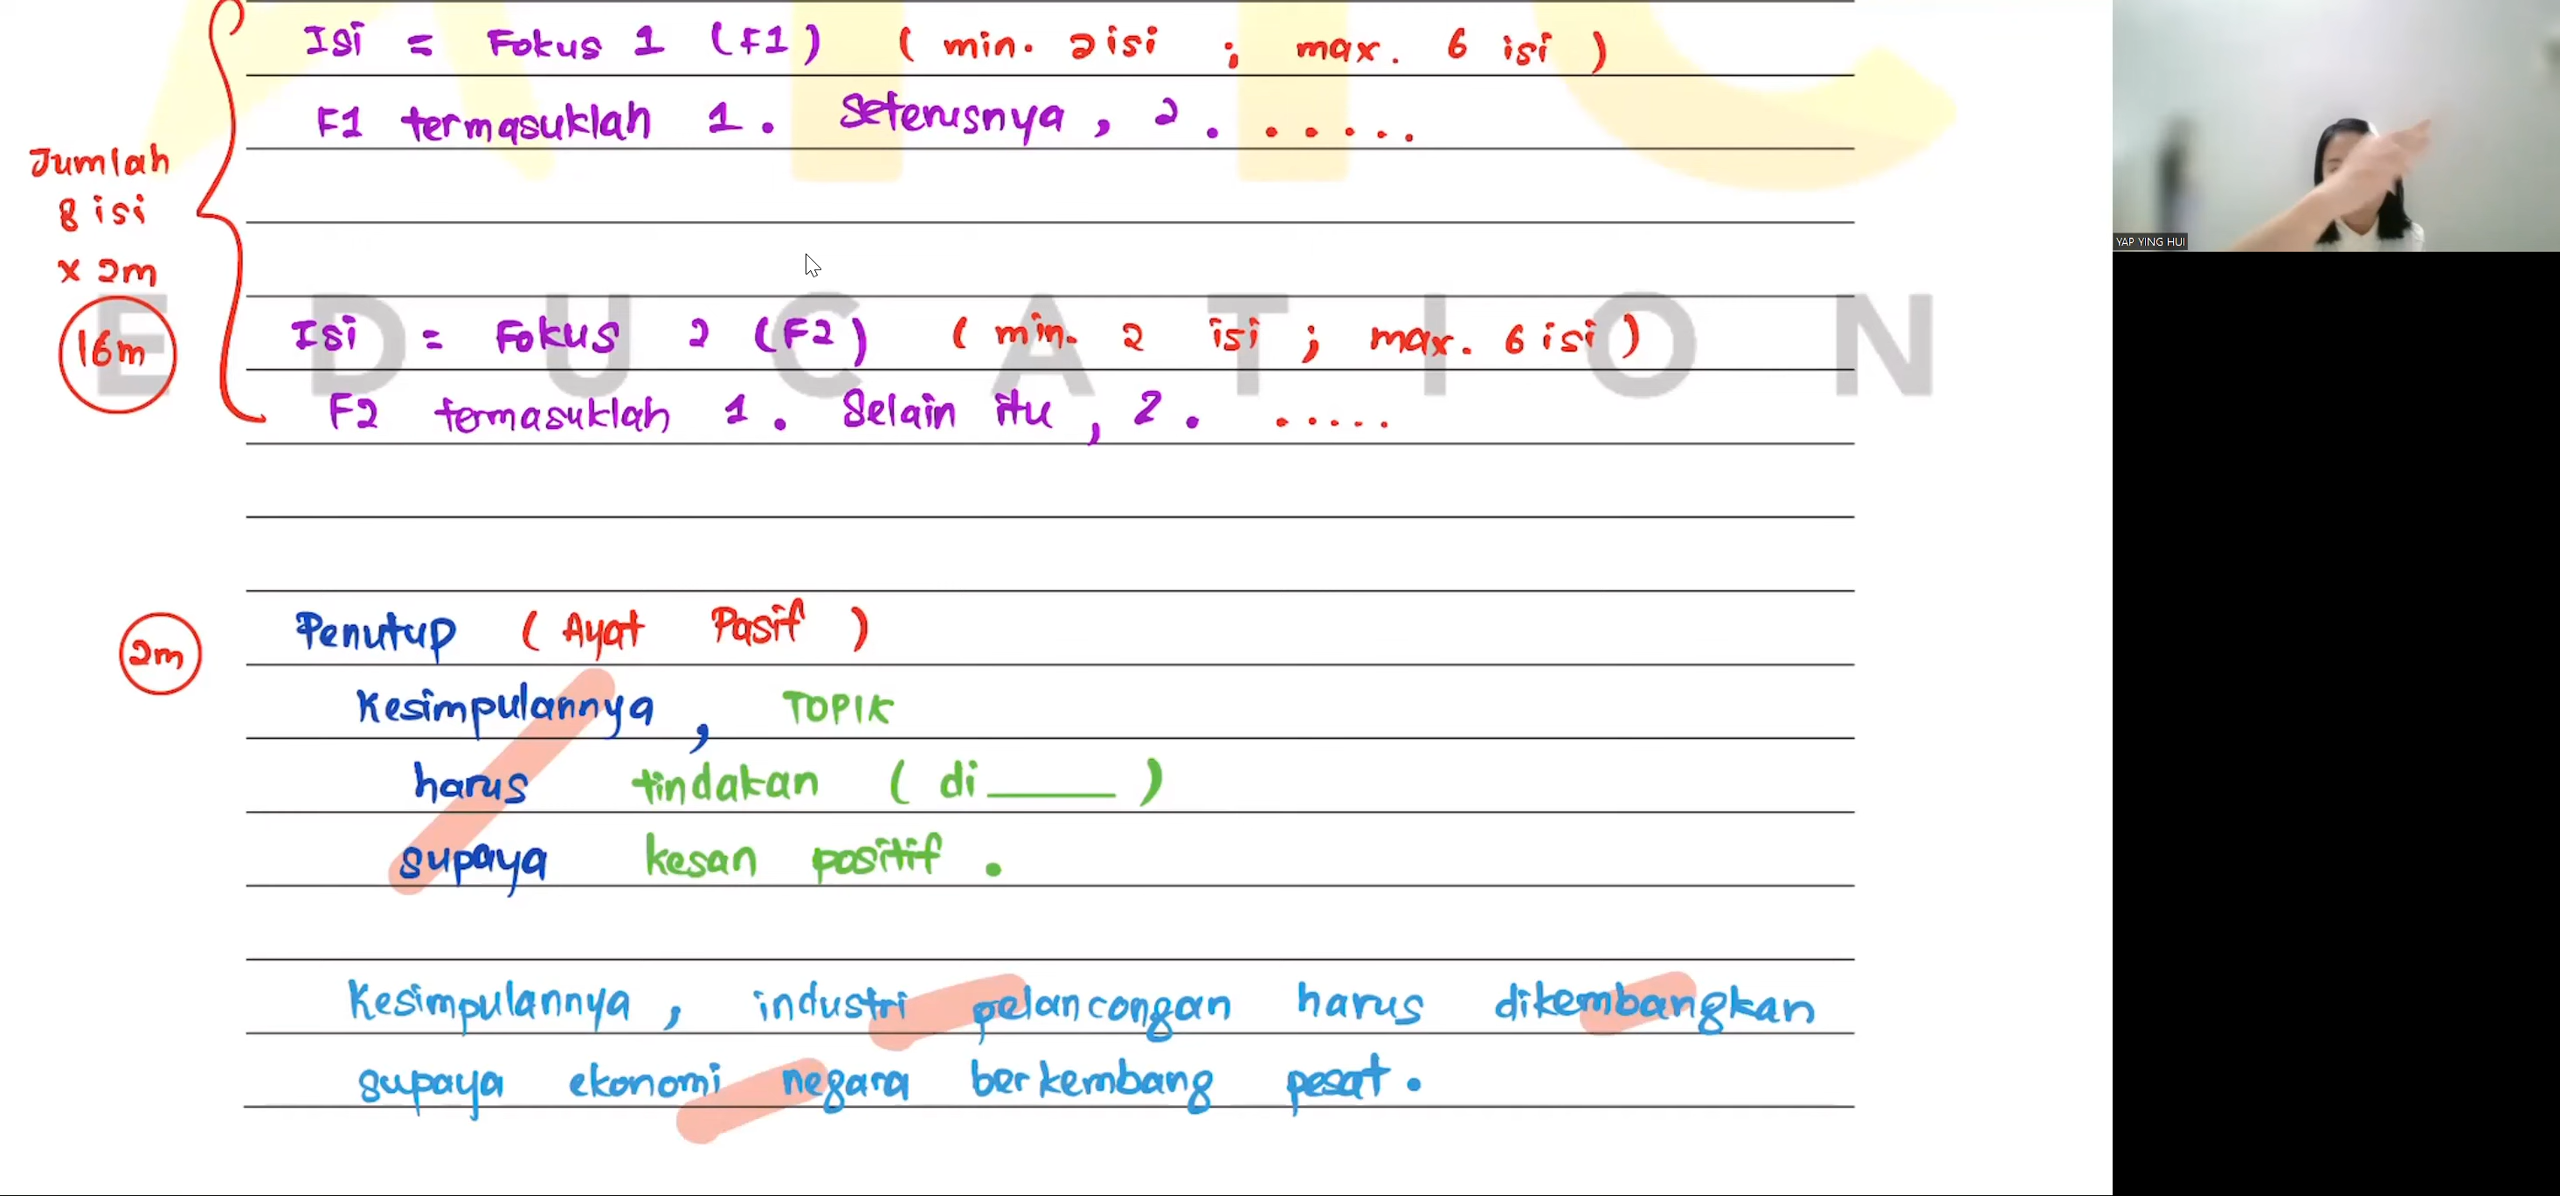 Isi = Fokus 1 (F1) (min. 2 isi ; max. 6 isi)
F1 termasuklah 1. Seterusnya, 2. .....
Jumlah
8 isi
x 2m
16m
EDUCATION
Isi = Fokus 2 (F2) (min. 2 isi ; max. 6 isi)
F2 termasuklah 1. Selain itu, 2. .....
2m
Penutup (Ayat Pasif)
Kesimpulannya, TOPIK
harus tindakan (di_____)
supaya kesan positif.
Kesimpulannya, industri pelancongan harus dikembangkan
supaya ekonomi negara berkembang pesat.
YAP YING HUI